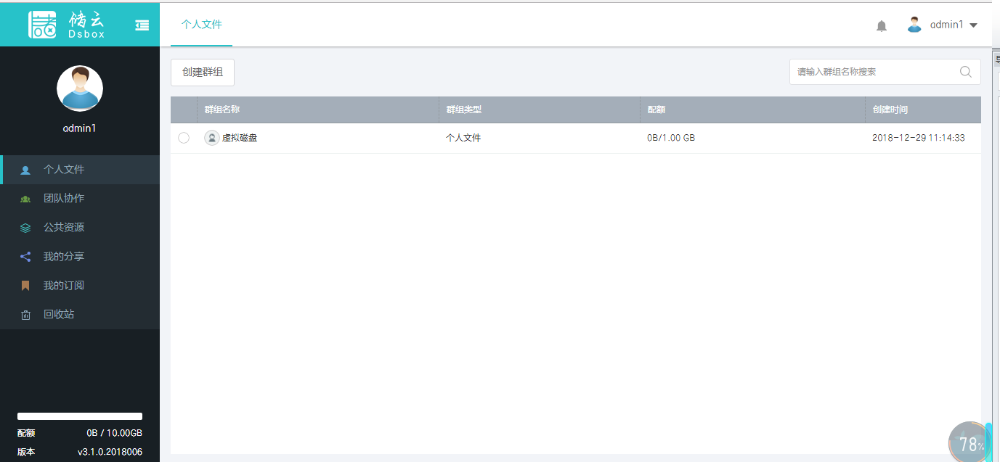 储云
Dsbox
个人文件
admin1
创建群组
请输入群组名称搜索
admin1
群组名称 群组类型 配额 创建时间
虚拟磁盘 个人文件 0B/1.00 GB 2018-12-29 11:14:33
个人文件
团队协作
公共资源
我的分享
我的订阅
回收站
配额 0B / 10.00GB
版本 v3.1.0.2018006
78%